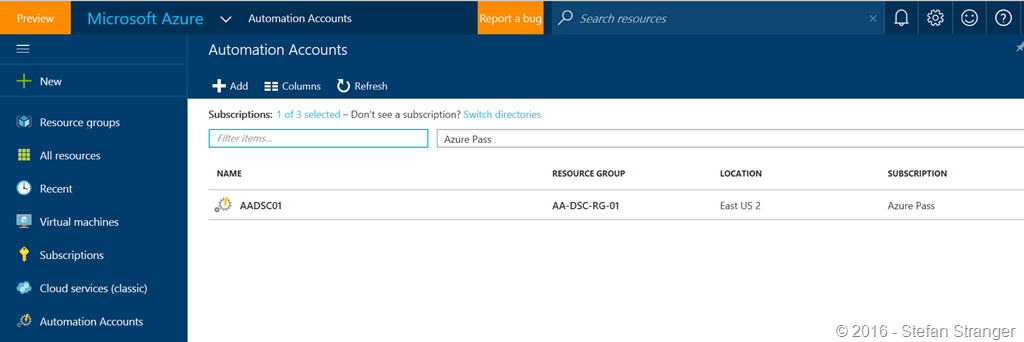 Preview Microsoft Azure Automation Accounts Report a bug Search resources
Automation Accounts
New
Add Columns Refresh
Subscriptions: 1 of 3 selected – Don't see a subscription? Switch directories
Resource groups
Filter items... Azure Pass
All resources
NAME RESOURCE GROUP LOCATION SUBSCRIPTION
Recent
AADSC01 AA-DSC-RG-01 East US 2 Azure Pass
Virtual machines
Subscriptions
Cloud services (classic)
Automation Accounts
© 2016 - Stefan Stranger